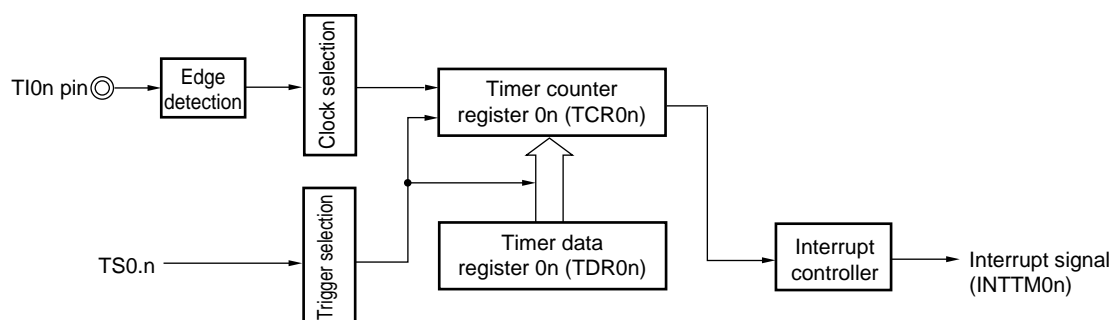 TI0n pin
Edge
detection
Clock selection
Timer counter
register 0n (TCR0n)
TS0.n
Trigger selection
Timer data
register 0n (TDR0n)
Interrupt
controller
Interrupt signal
(INTTM0n)